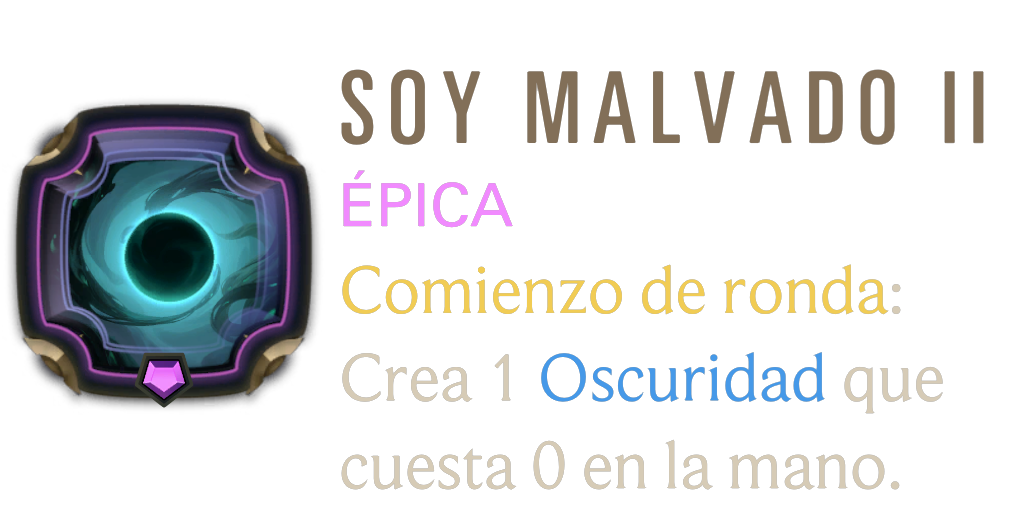 SOY MALVADO II
ÉPICA
Comienzo de ronda:
Crea 1 Oscuridad que
cuesta 0 en la mano.